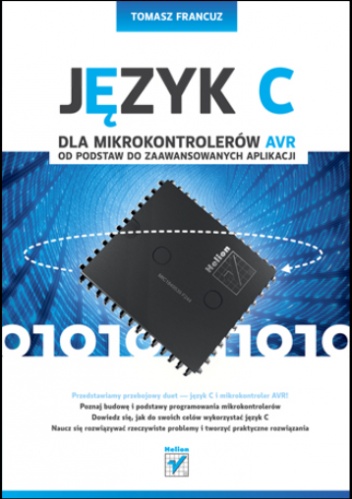 TOMASZ FRANCUZ
JĘZYK C
DLA MIKROKONTROLERÓW AVR
OD PODSTAW DO ZAAWANSOWANYCH APLIKACJI
Helion
01010
1010
Przedstawiamy przebojowy duet — język C i mikrokontroler AVR!
Poznaj budowę i podstawy programowania mikrokontrolerów
Dowiedz się, jak do swoich celów wykorzystać język C
Naucz się rozwiązywać rzeczywiste problemy i tworzyć praktyczne rozwiązania
Helion